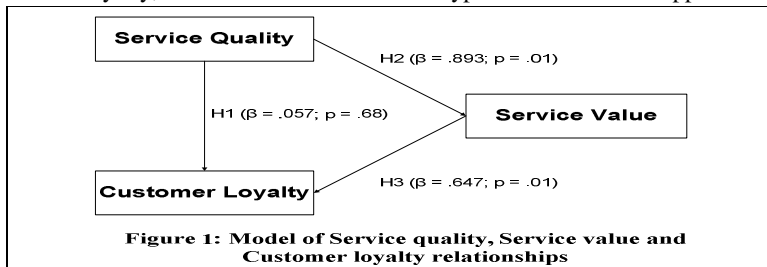 Service Quality
H2 (β = .893; p = .01)
H1 (β = .057; p = .68)
Service Value
Customer Loyalty
H3 (β = .647; p = .01)
Figure 1: Model of Service quality, Service value and
Customer loyalty relationships